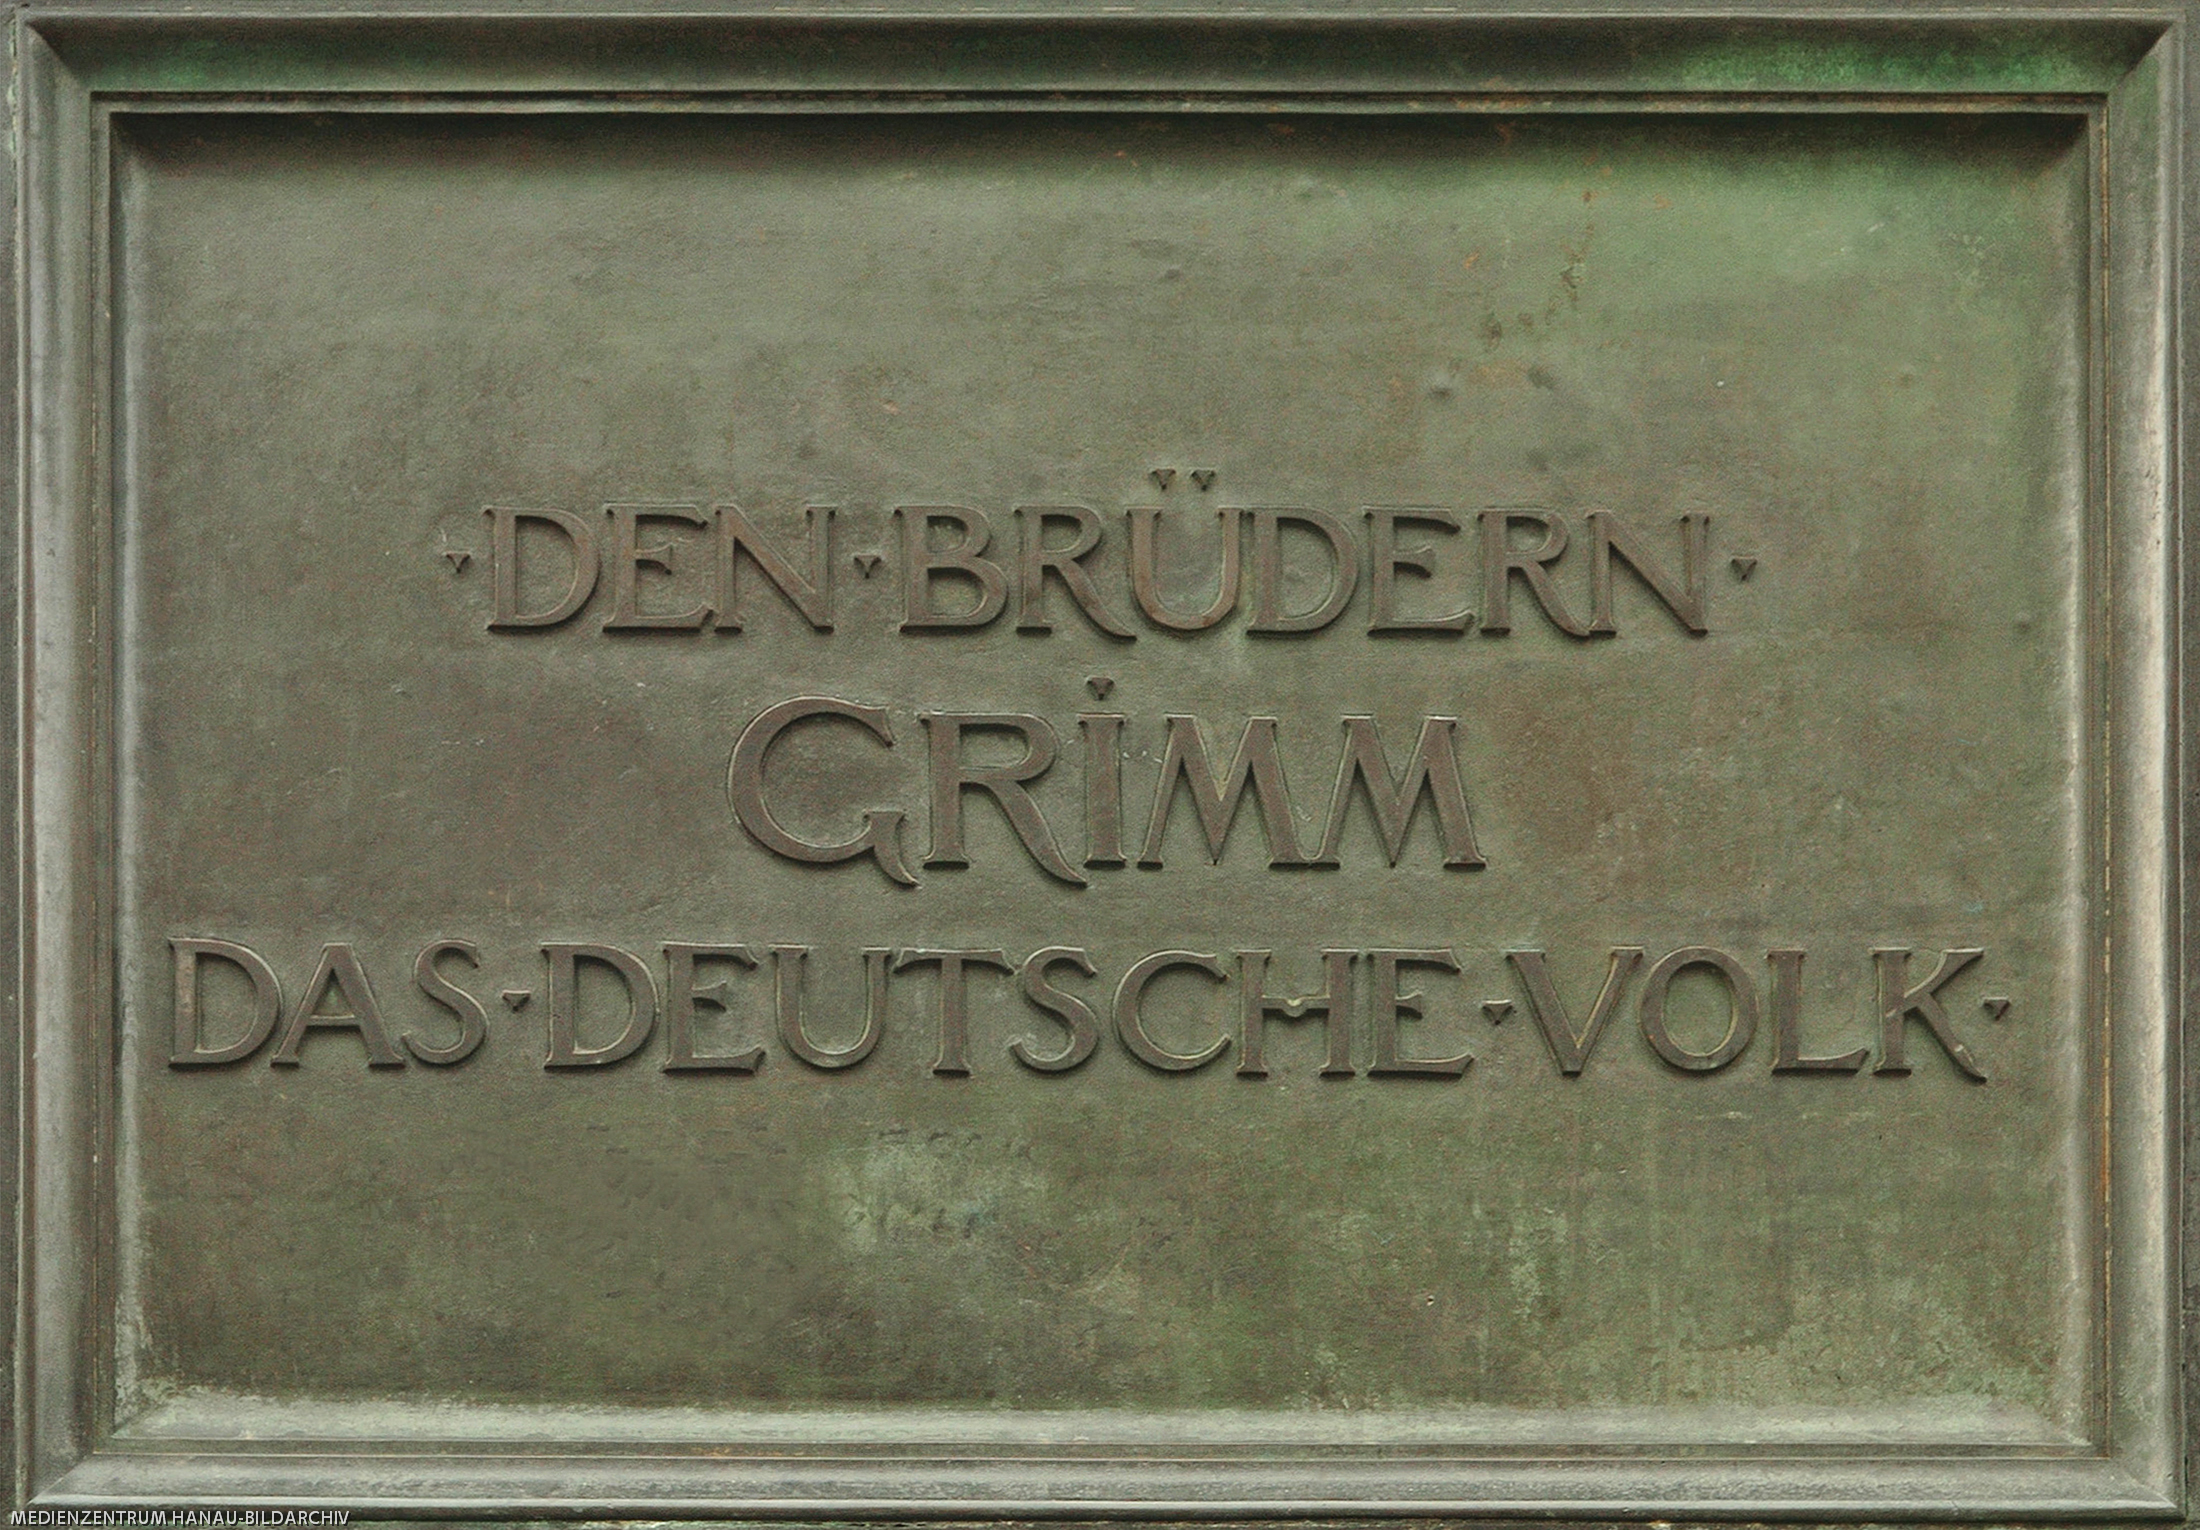 ·DEN·BRÜDERN·
GRIMM
DAS·DEUTSCHE·VOLK·
MEDIENZENTRUM HANAU-BILDARCHIV